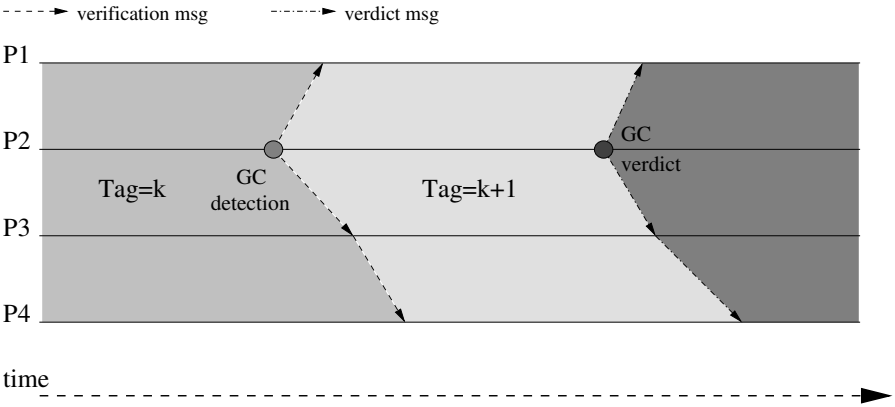 verification msg
verdict msg
P1
P2
GC
verdict
Tag=k
GC
detection
Tag=k+1
P3
P4
time